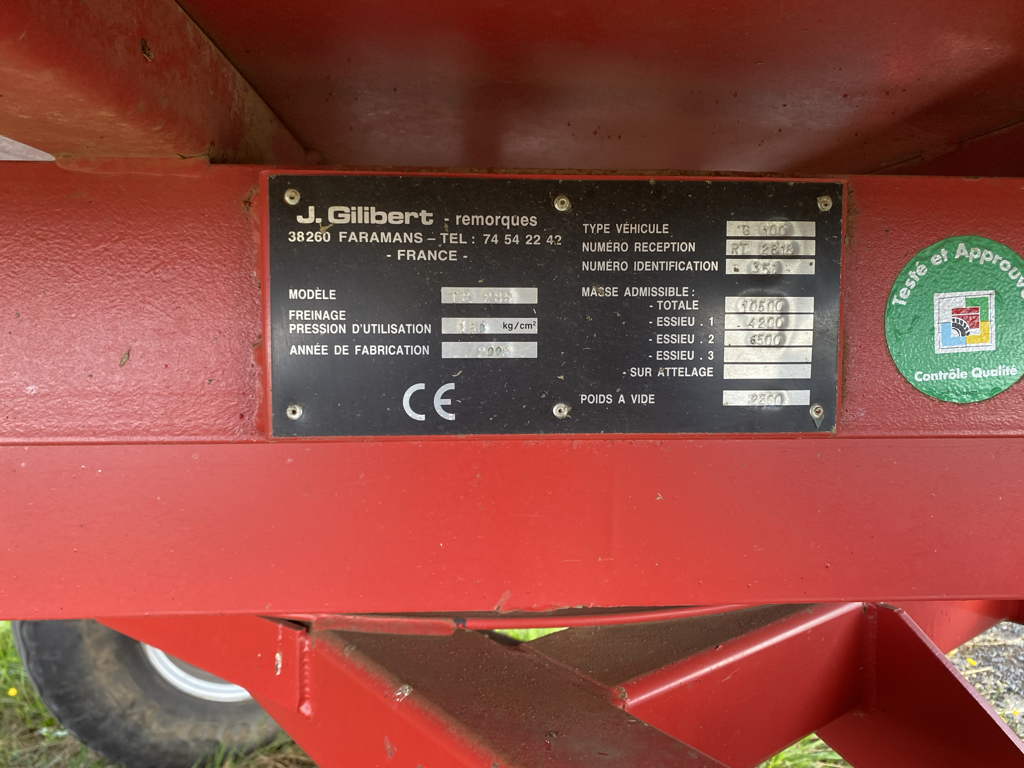 J. Gilibert - remorques
38260 FARAMANS - TEL : 74 54 22 42
- FRANCE -
MODÈLE
FREINAGE
PRESSION D'UTILISATION kg/cm²
ANNÉE DE FABRICATION
CE
TYPE VÉHICULE
NUMÉRO RECEPTION RT 2818
NUMÉRO IDENTIFICATION
MASSE ADMISSIBLE :
- TOTALE 10500
- ESSIEU . 1 4200
- ESSIEU . 2 6500
- ESSIEU . 3
- SUR ATTELAGE
POIDS À VIDE
Testé et Approuvé
Contrôle Qualité